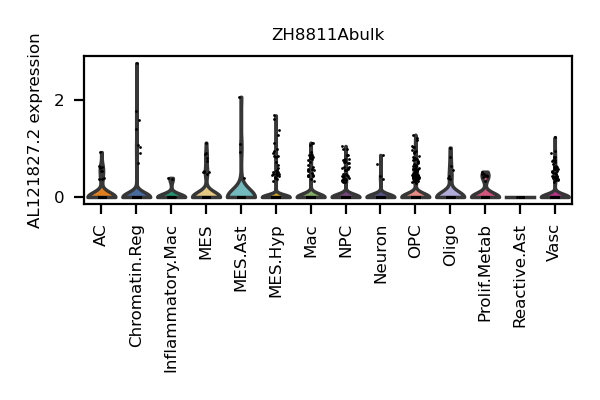 ZH8811Abulk
AL121827.2 expression
2
0
AC
Chromatin.Reg
Inflammatory.Mac
MES
MES.Ast
MES.Hyp
Mac
NPC
Neuron
OPC
Oligo
Prolif.Metab
Reactive.Ast
Vasc